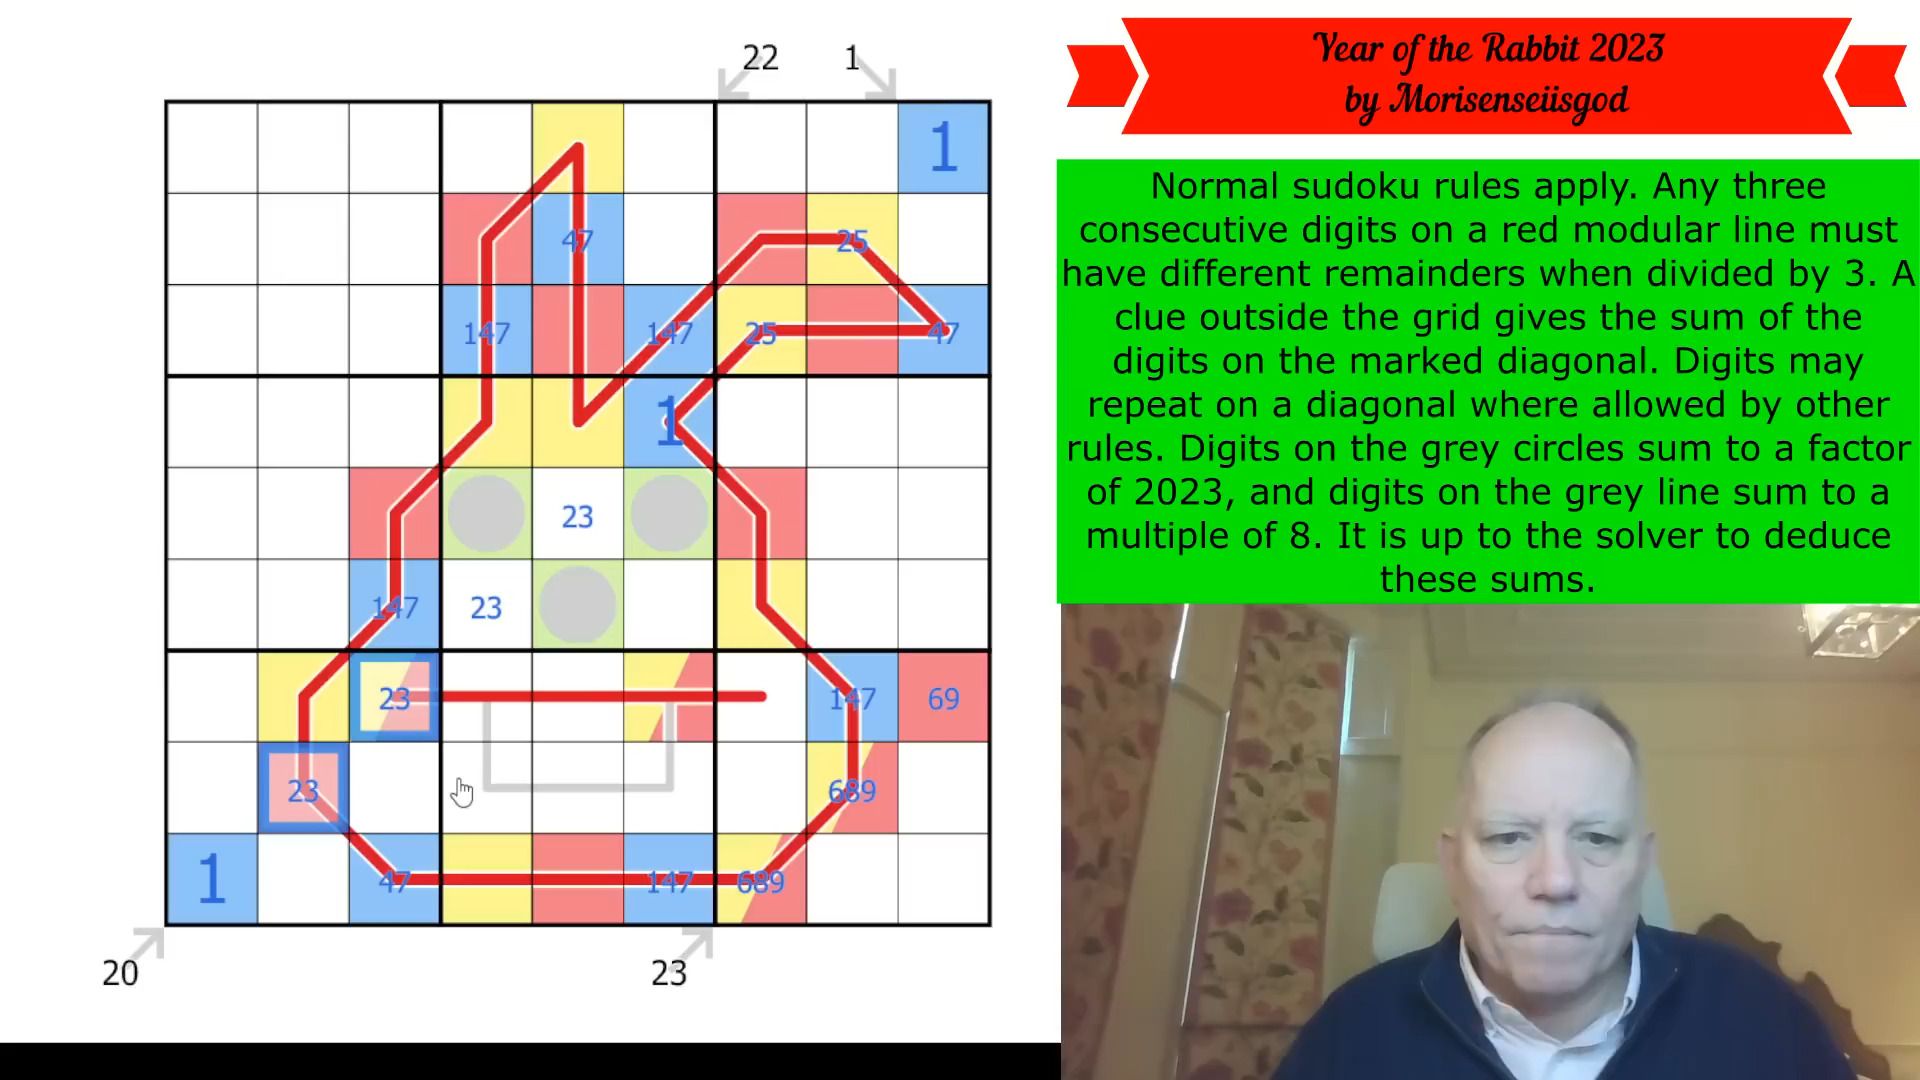 22 1
Year of the Rabbit 2023
by Morisenseiisgod
1
Normal sudoku rules apply. Any three
consecutive digits on a red modular line must
have different remainders when divided by 3. A
clue outside the grid gives the sum of the
digits on the marked diagonal. Digits may
repeat on a diagonal where allowed by other
rules. Digits on the grey circles sum to a factor
of 2023, and digits on the grey line sum to a
multiple of 8. It is up to the solver to deduce
these sums.
47 25
147 147 25 47
1
23
147 23
23 147 69
23 689
1 47 147 689
20 23